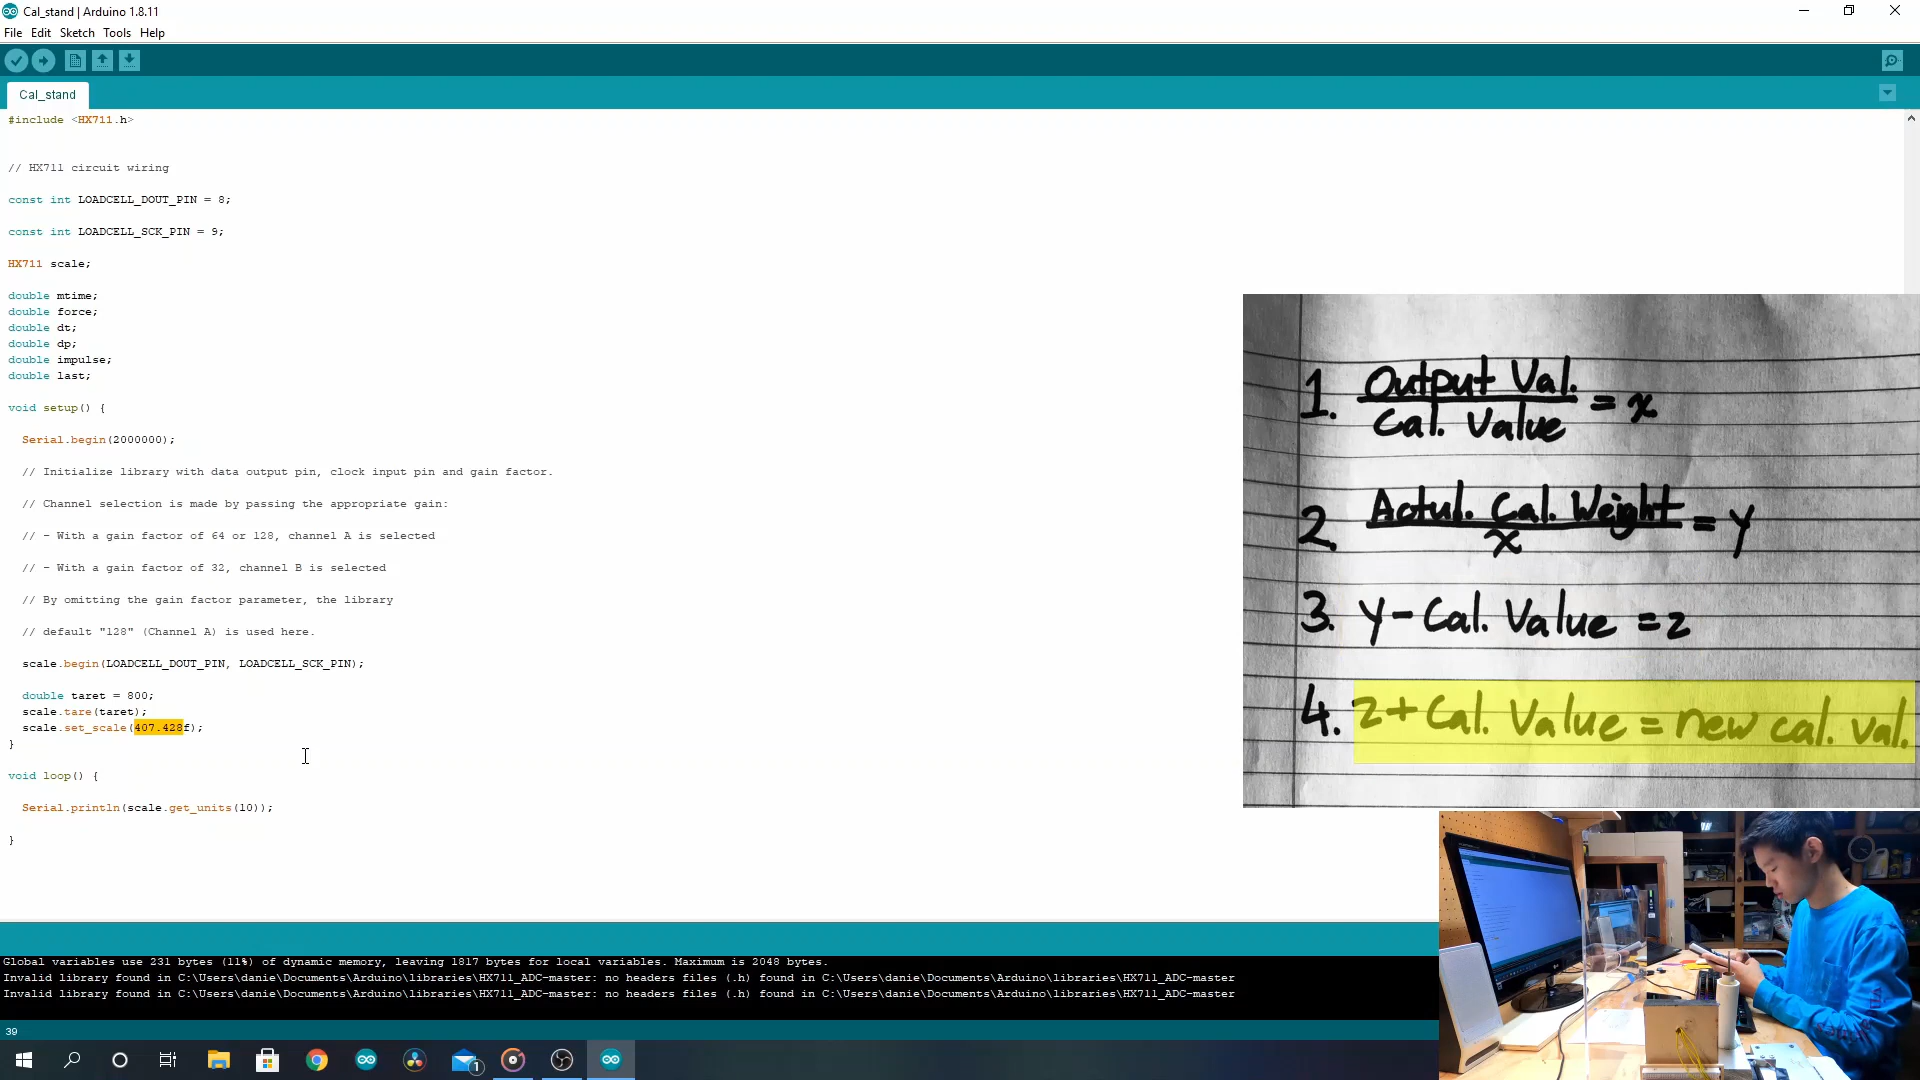 Cal_stand | Arduino 1.8.11
File Edit Sketch Tools Help
Cal_stand
#include <HX711.h>
// HX711 circuit wiring
const int LOADCELL_DOUT_PIN = 8;
const int LOADCELL_SCK_PIN = 9;
HX711 scale;
double mtime;
double force;
double dt;
double dp;
double impulse;
double last;
void setup() {
Serial.begin(2000000);
// Initialize library with data output pin, clock input pin and gain factor.
// Channel selection is made by passing the appropriate gain:
// - With a gain factor of 64 or 128, channel A is selected
// - With a gain factor of 32, channel B is selected
// By omitting the gain factor parameter, the library
// default "128" (Channel A) is used here.
scale.begin(LOADCELL_DOUT_PIN, LOADCELL_SCK_PIN);
double taret = 800;
scale.tare(taret);
scale.set_scale(407.428f);
}
void loop() {
Serial.println(scale.get_units(10));
}
1. Output Val. / Cal. Value = x
2. Actul. Cal. Weight / x = y
3. y - Cal. Value = z
4. z + Cal. Value = new cal. val.
Global variables use 231 bytes (11%) of dynamic memory, leaving 1817 bytes for local variables. Maximum is 2048 bytes.
Invalid library found in C:\Users\danie\Documents\Arduino\libraries\HX711_ADC-master: no headers files (.h) found in C:\Users\danie\Documents\Arduino\libraries\HX711_ADC-master
Invalid library found in C:\Users\danie\Documents\Arduino\libraries\HX711_ADC-master: no headers files (.h) found in C:\Users\danie\Documents\Arduino\libraries\HX711_ADC-master
39
1